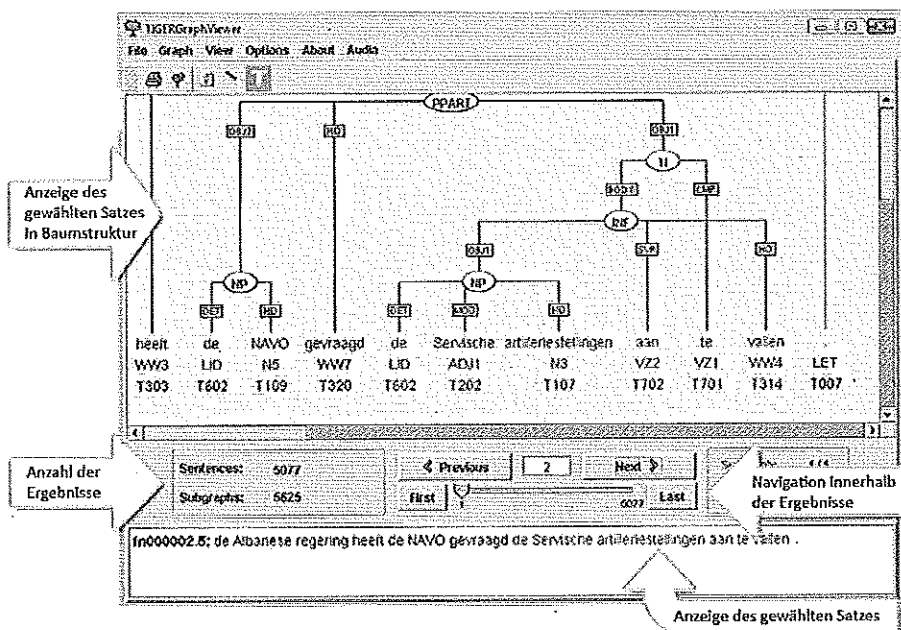 TIGERGraphViewer
File Graph View Options About Audio
PPART
OBJ2 HD OBJ1
TI
BODY CMP
INF
OBJ1 SVP HD
NP NP
DET HD DET MOD HD
heeft de NAVO gevraagd de Servische artilleriestellingen aan te vallen .
WW3 LID N5 WW7 LID ADJ1 N3 VZ2 VZ1 WW4 LET
T303 T602 T109 T320 T602 T202 T107 T702 T701 T314 T007
Anzeige des
gewählten Satzes
in Baumstruktur
Anzahl der
Ergebnisse
Sentences: 5077
Subgraphs: 5625
Previous 2 Next
First 1 Last
Navigation innerhalb
der Ergebnisse
fn000002.5: de Albanese regering heeft de NAVO gevraagd de Servische artilleriestellingen aan te vallen .
Anzeige des gewählten Satzes